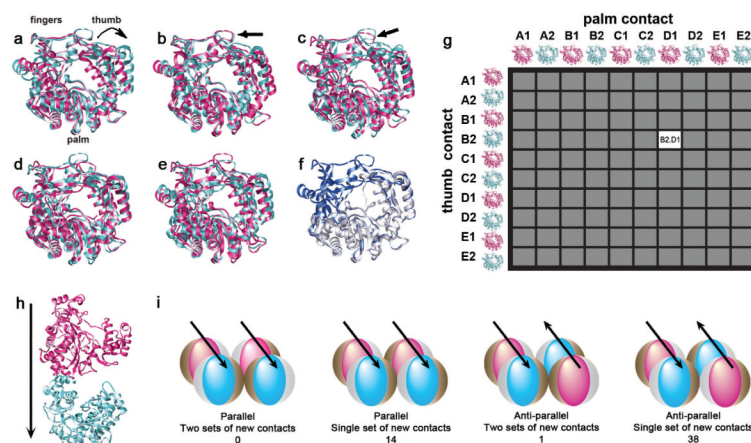 a
fingers
thumb
palm
b
c
d
e
f
g
palm contact
A1 A2 B1 B2 C1 C2 D1 D2 E1 E2
thumb contact
A1
A2
B1
B2
B2.D1
C1
C2
D1
D2
E1
E2
h
i
Parallel
Two sets of new contacts
0
Parallel
Single set of new contacts
14
Anti-parallel
Two sets of new contacts
1
Anti-parallel
Single set of new contacts
38